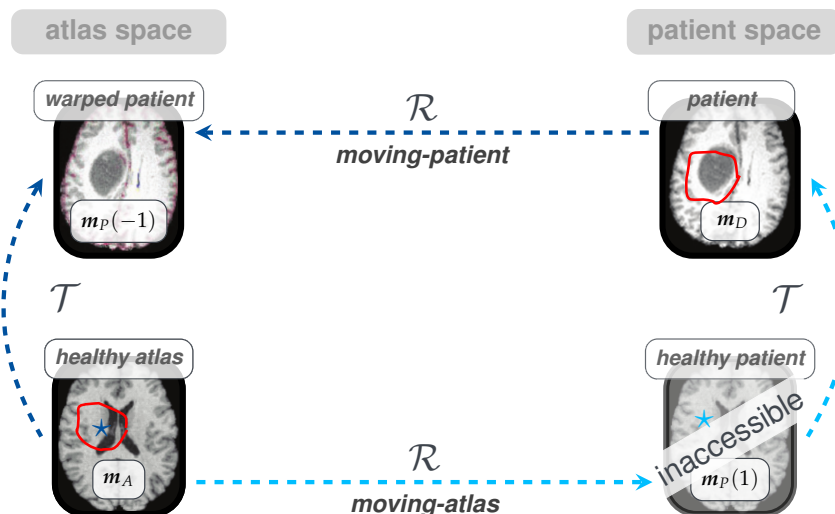 atlas space
patient space
warped patient
patient
ℛ
moving-patient
m_P(−1)
m_D
𝒯
𝒯
healthy atlas
healthy patient
inaccessible
ℛ
m_A
m_P(1)
moving-atlas